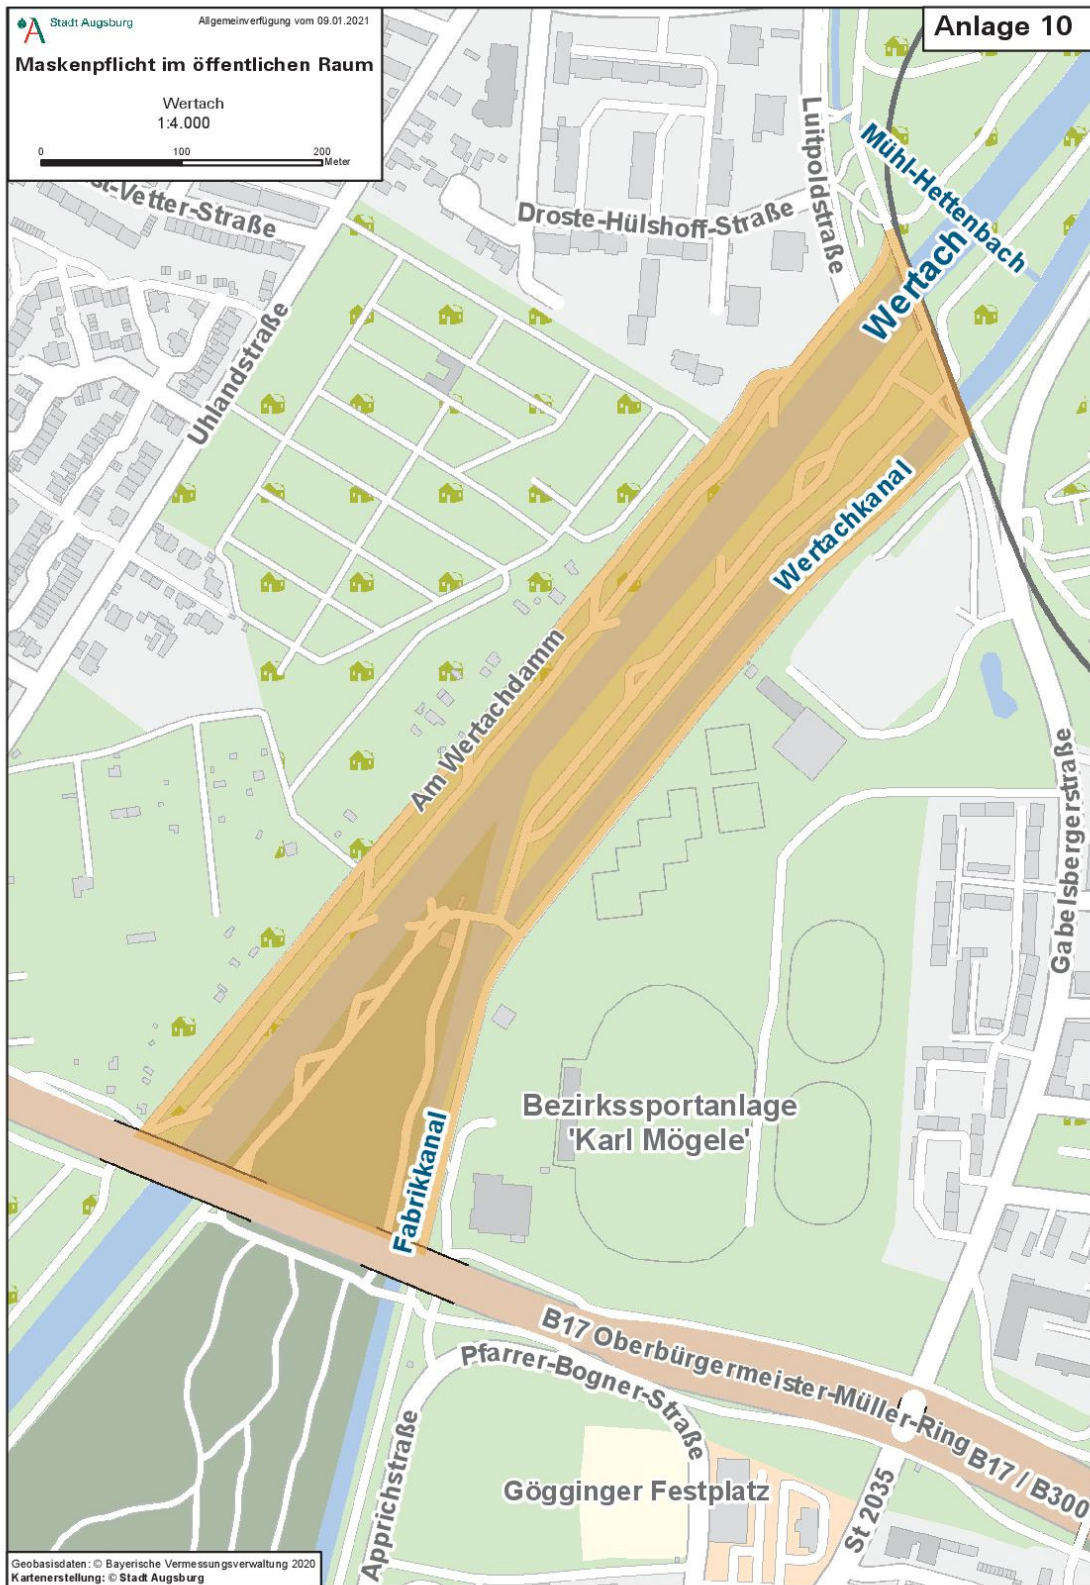 Stadt Augsburg
Allgemeinverfügung vom 09.01.2021
Anlage 10
Maskenpflicht im öffentlichen Raum
Wertach
1:4.000
0 100 200 Meter
st-Vetter-Straße
Uhlandstraße
Droste-Hülshoff-Straße
Luitpoldstraße
Mühl-Hettenbach
Wertach
Wertachkanal
Am Wertachdamm
Gabelsbergerstraße
Bezirkssportanlage
'Karl Mögele'
Fabrikkanal
B17 Oberbürgermeister-Müller-Ring B17 / B300
Pfarrer-Bogner-Straße
Apprichstraße
Gögginger Festplatz
St 2035
Geobasisdaten: © Bayerische Vermessungsverwaltung 2020
Kartenerstellung: © Stadt Augsburg